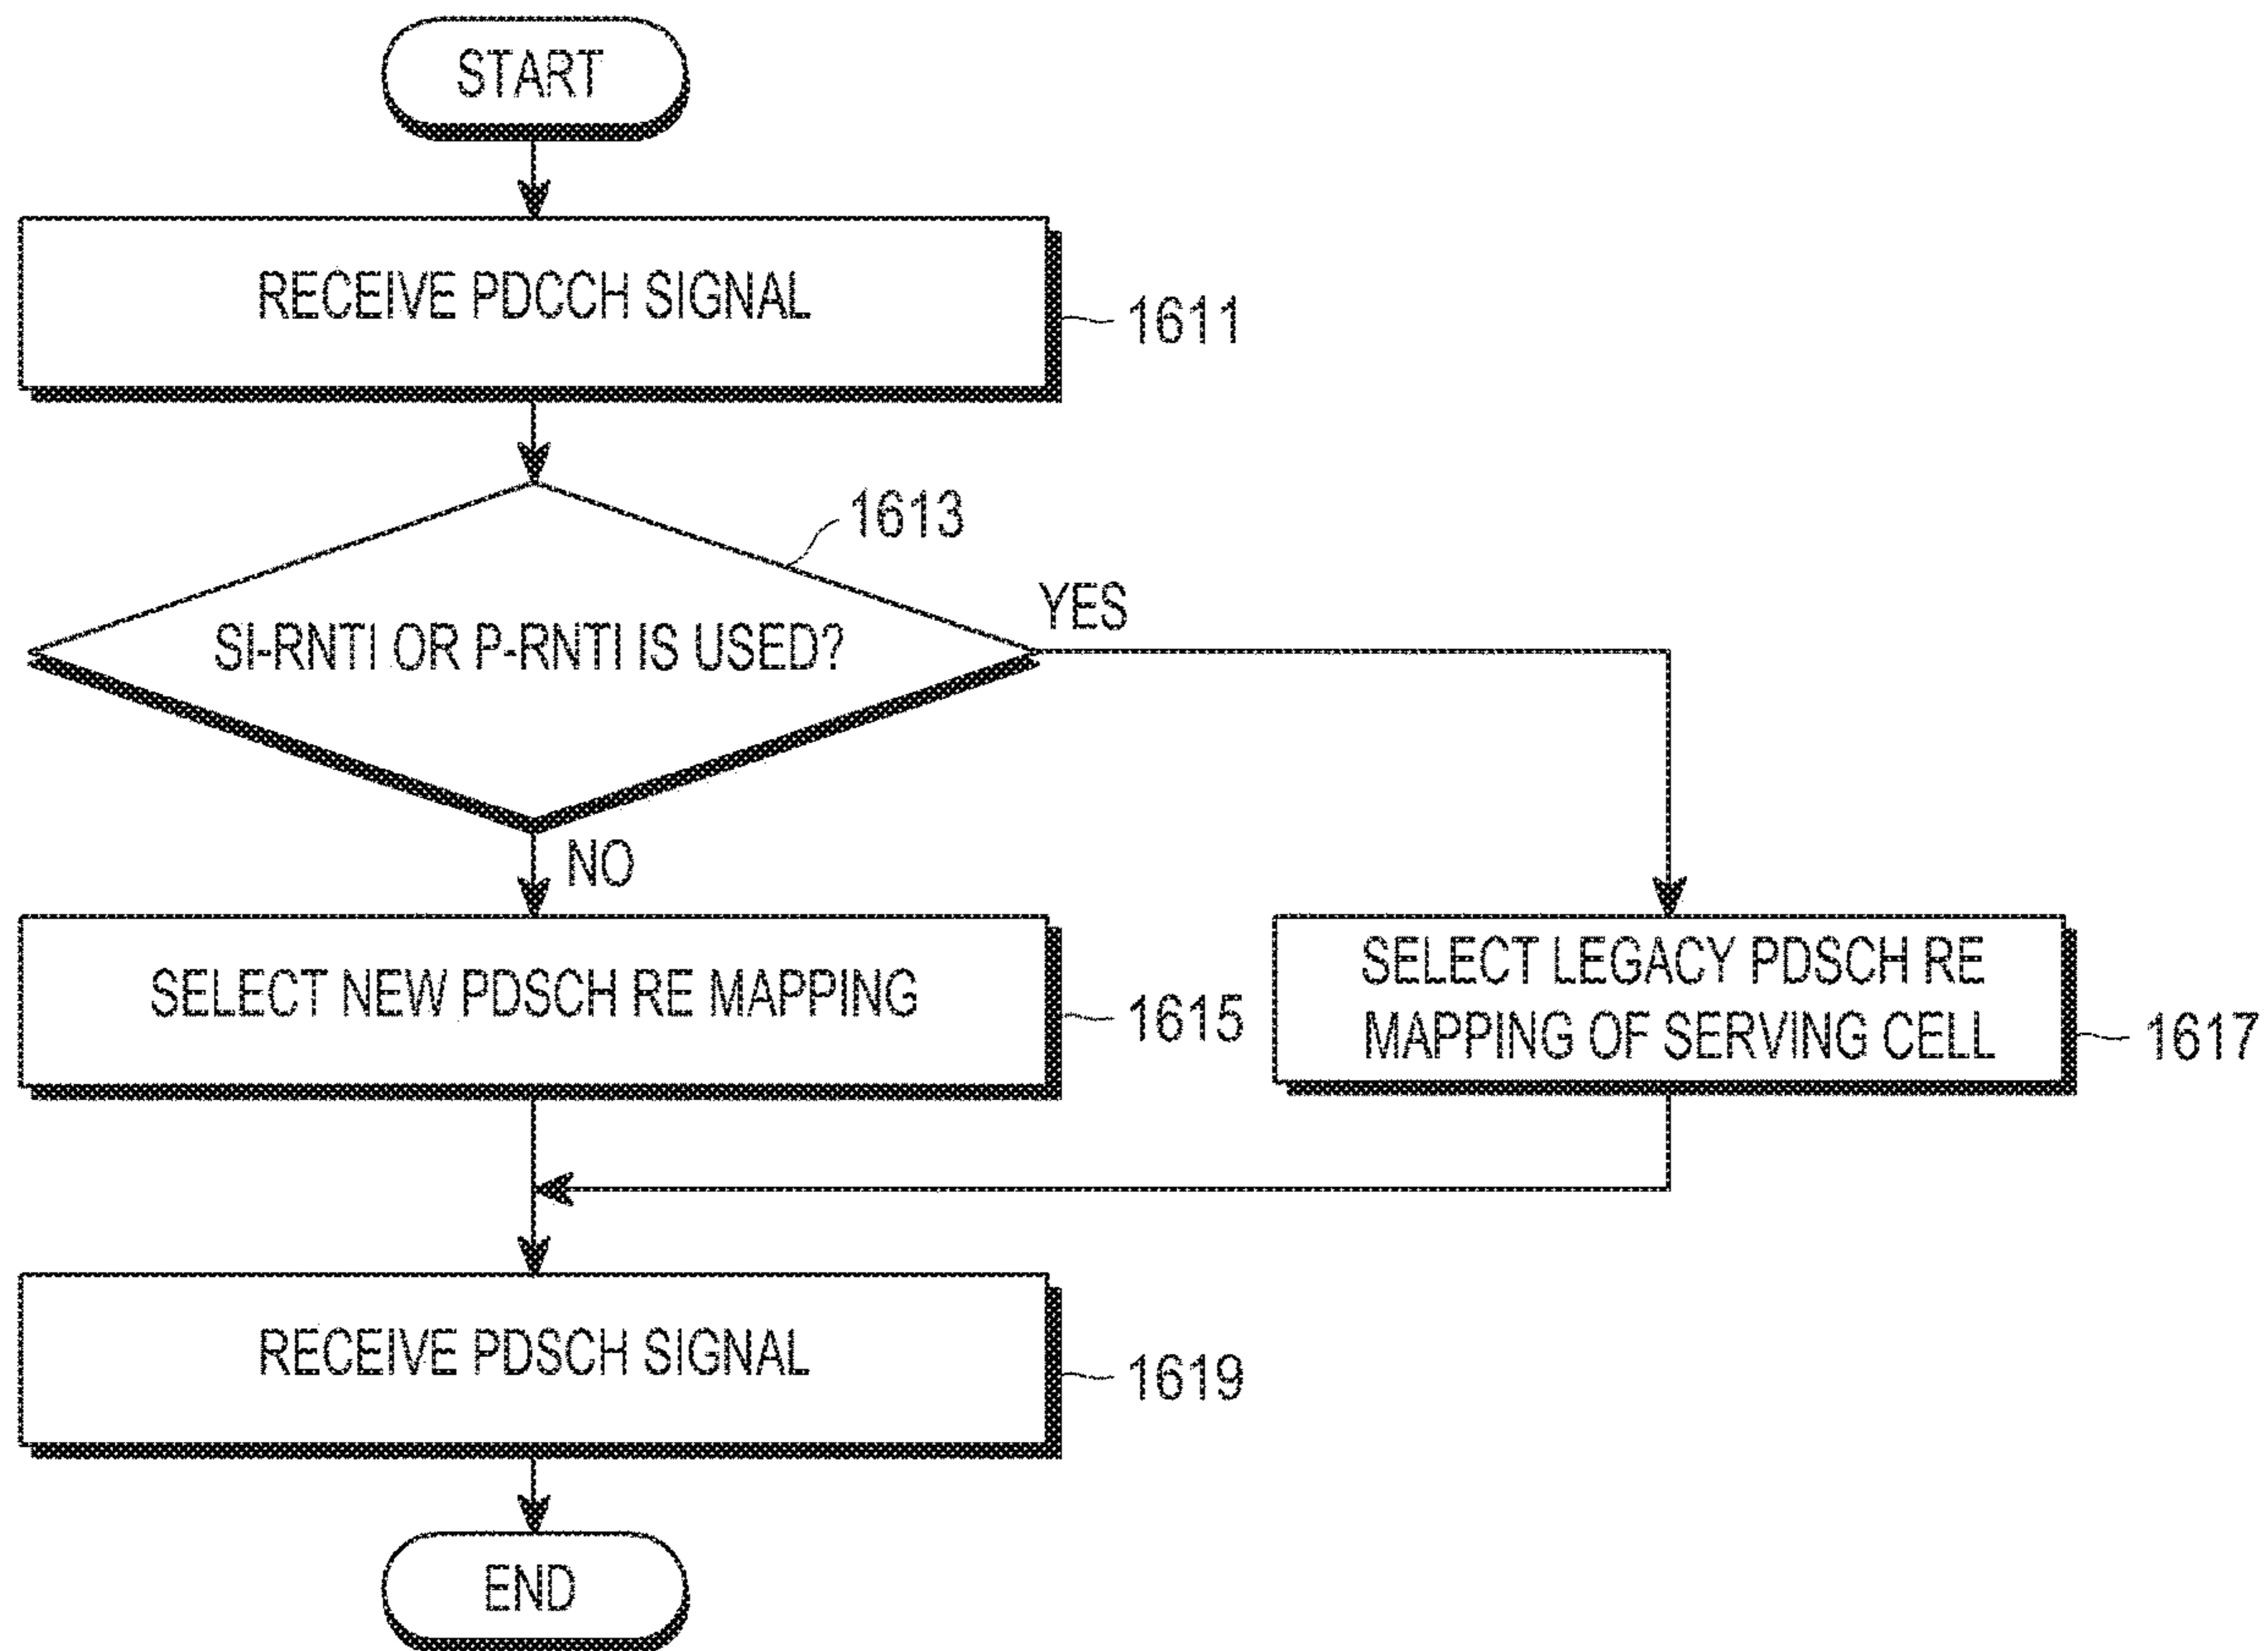 START
RECEIVE PDCCH SIGNAL
1611
1613
SI-RNTI OR P-RNTI IS USED?
YES
NO
SELECT NEW PDSCH RE MAPPING
1615
SELECT LEGACY PDSCH RE
MAPPING OF SERVING CELL
1617
RECEIVE PDSCH SIGNAL
1619
END